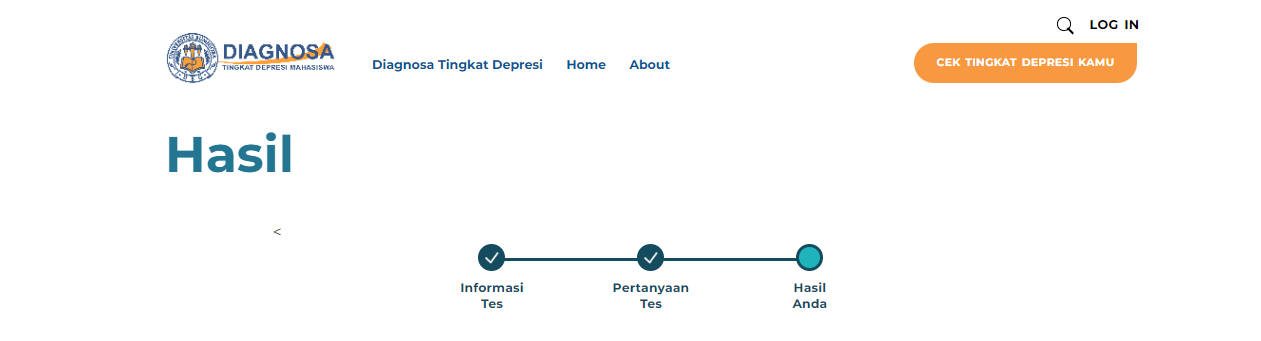 LOG IN
DIAGNOSA
TINGKAT DEPRESI MAHASISWA
Diagnosa Tingkat Depresi Home About
CEK TINGKAT DEPRESI KAMU
Hasil
<
Informasi Tes
Pertanyaan Tes
Hasil Anda